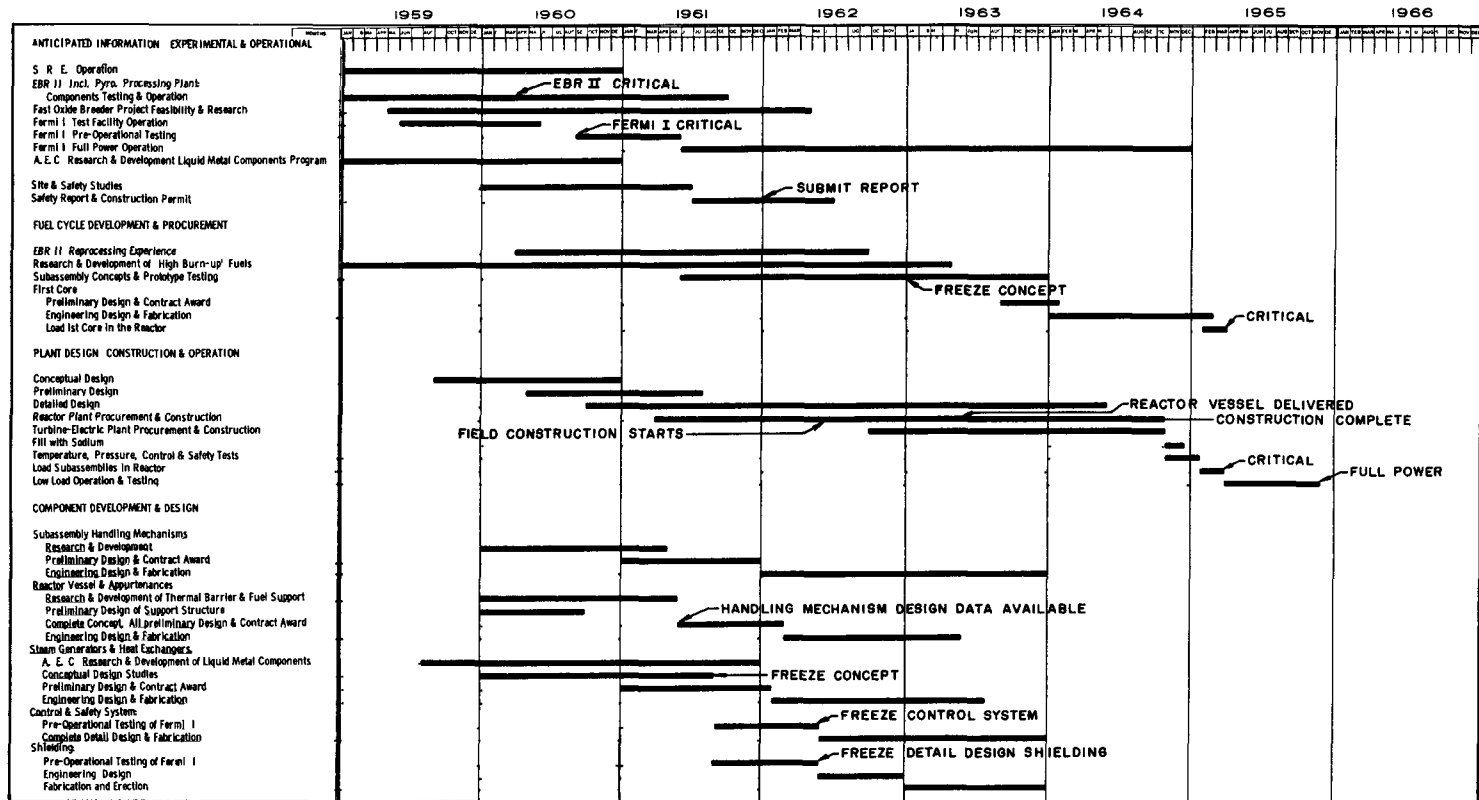 1959 1960 1961 1962 1963 1964 1965 1966
MONTHS
ANTICIPATED INFORMATION EXPERIMENTAL & OPERATIONAL
S R E. Operation
EBR II Incl. Pyro. Processing Plant
EBR II CRITICAL
Components Testing & Operation
Fast Oxide Breeder Project Feasibility & Research
Fermi I Test Facility Operation
FERMI I CRITICAL
Fermi I Pre-Operational Testing
Fermi I Full Power Operation
A.E.C Research & Development Liquid Metal Components Program
Site & Safety Studies
SUBMIT REPORT
Safety Report & Construction Permit
FUEL CYCLE DEVELOPMENT & PROCUREMENT
EBR II Reprocessing Experience
Research & Development of High Burn-up' Fuels
Subassembly Concepts & Prototype Testing
First Core
FREEZE CONCEPT
Preliminary Design & Contract Award
Engineering Design & Fabrication
CRITICAL
Load 1st Core in the Reactor
PLANT DESIGN CONSTRUCTION & OPERATION
Conceptual Design
Preliminary Design
Detailed Design
REACTOR VESSEL DELIVERED
Reactor Plant Procurement & Construction
CONSTRUCTION COMPLETE
Turbine-Electric Plant Procurement & Construction
FIELD CONSTRUCTION STARTS
Fill with Sodium
Temperature, Pressure, Control & Safety Tests
Load Subassemblies in Reactor
CRITICAL
FULL POWER
Low Load Operation & Testing
COMPONENT DEVELOPMENT & DESIGN
Subassembly Handling Mechanisms
Research & Development
Preliminary Design & Contract Award
Engineering Design & Fabrication
Reactor Vessel & Appurtenances
Research & Development of Thermal Barrier & Fuel Support
Preliminary Design of Support Structure
HANDLING MECHANISM DESIGN DATA AVAILABLE
Complete Concept, All preliminary Design & Contract Award
Engineering Design & Fabrication
Steam Generators & Heat Exchangers
A. E. C Research & Development of Liquid Metal Components
Conceptual Design Studies
FREEZE CONCEPT
Preliminary Design & Contract Award
Engineering Design & Fabrication
Control & Safety System
FREEZE CONTROL SYSTEM
Pre-Operational Testing of Fermi I
Complete Detail Design & Fabrication
Shielding
FREEZE DETAIL DESIGN SHIELDING
Pre-Operational Testing of Fermi I
Engineering Design
Fabrication and Erection